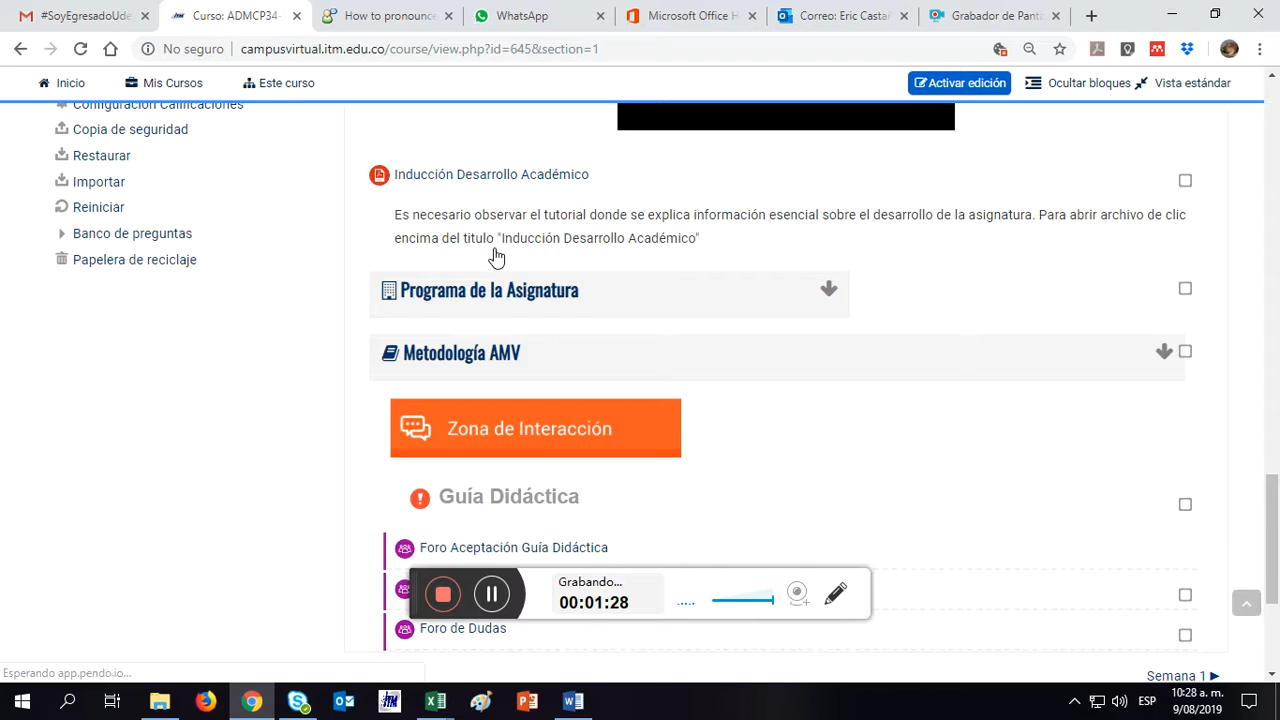 #SoyEgresadoUde
Curso: ADMCP34-
How to pronounce
WhatsApp
Microsoft Office H
Correo: Eric Casta
Grabador de Panta
No seguro
campusvirtual.itm.edu.co/course/view.php?id=645&section=1
Inicio
Mis Cursos
Este curso
Activar edición
Ocultar bloques
Vista estándar
Configuración Calificaciones
Copia de seguridad
Restaurar
Importar
Reiniciar
Banco de preguntas
Papelera de reciclaje
Inducción Desarrollo Académico
Es necesario observar el tutorial donde se explica información esencial sobre el desarrollo de la asignatura. Para abrir archivo de clic
encima del titulo "Inducción Desarrollo Académico"
Programa de la Asignatura
Metodología AMV
Zona de Interacción
Guía Didáctica
Foro Aceptación Guía Didáctica
Grabando...
00:01:28
Foro de Dudas
Semana 1
Esperando app.pendo.io...
ESP
10:28 a. m.
9/08/2019